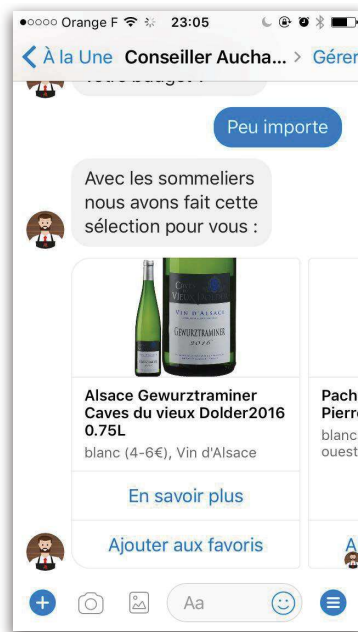 Orange F 23:05
À la Une Conseiller Aucha... > Gérer
Peu importe
Avec les sommeliers
nous avons fait cette
sélection pour vous :
VIN D'ALSACE
GEWURZTRAMINER
2016
Alsace Gewurztraminer
Caves du vieux Dolder2016
0.75L
blanc (4-6€), Vin d'Alsace
Pach
Pierre
blanc
ouest
En savoir plus
Ajouter aux favoris
A
Aa